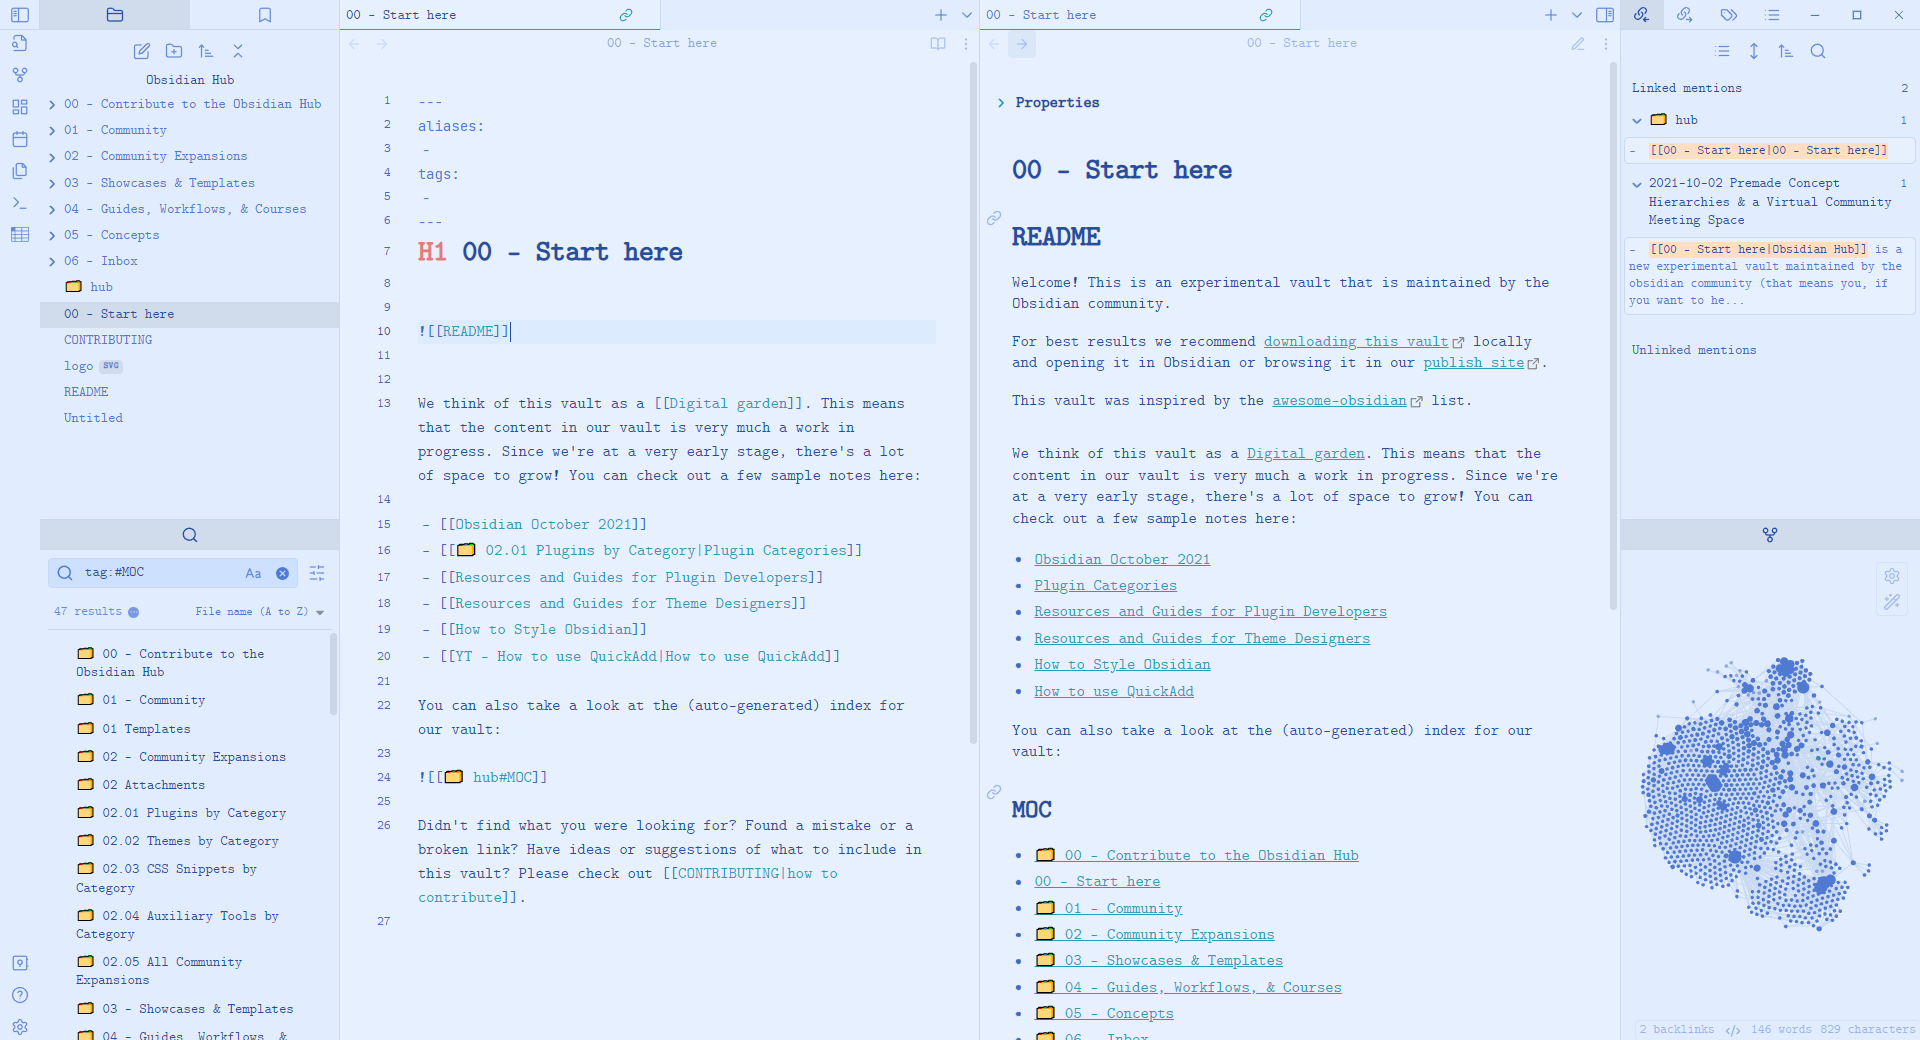 00 - Start here
00 - Start here
00 - Start here
00 - Start here
Obsidian Hub
00 - Contribute to the Obsidian Hub
01 - Community
02 - Community Expansions
03 - Showcases & Templates
04 - Guides, Workflows, & Courses
05 - Concepts
06 - Inbox
hub
00 - Start here
CONTRIBUTING
logo SVG
README
Untitled
tag:#MOC Aa
47 results File name (A to Z)
00 - Contribute to the
Obsidian Hub
01 - Community
01 Templates
02 - Community Expansions
02 Attachments
02.01 Plugins by Category
02.02 Themes by Category
02.03 CSS Snippets by
Category
02.04 Auxiliary Tools by
Category
02.05 All Community
Expansions
03 - Showcases & Templates
04 - Guides, Workflows, &
1 ---
2 aliases:
3 -
4 tags:
5 -
6 ---
7 H1 00 - Start here
8
9
10 ![[README]]
11
12
13 We think of this vault as a [[Digital garden]]. This means
that the content in our vault is very much a work in
progress. Since we're at a very early stage, there's a lot
of space to grow! You can check out a few sample notes here:
14
15 - [[Obsidian October 2021]]
16 - [[🗂️ 02.01 Plugins by Category|Plugin Categories]]
17 - [[Resources and Guides for Plugin Developers]]
18 - [[Resources and Guides for Theme Designers]]
19 - [[How to Style Obsidian]]
20 - [[YT - How to use QuickAdd|How to use QuickAdd]]
21
22 You can also take a look at the (auto-generated) index for
our vault:
23
24 ![[🗂️ hub#MOC]]
25
26 Didn't find what you were looking for? Found a mistake or a
broken link? Have ideas or suggestions of what to include in
this vault? Please check out [[CONTRIBUTING|how to
contribute]].
27
Properties
00 - Start here
README
Welcome! This is an experimental vault that is maintained by the
Obsidian community.
For best results we recommend downloading this vault locally
and opening it in Obsidian or browsing it in our publish site.
This vault was inspired by the awesome-obsidian list.
We think of this vault as a Digital garden. This means that the
content in our vault is very much a work in progress. Since we're
at a very early stage, there's a lot of space to grow! You can
check out a few sample notes here:
• Obsidian October 2021
• Plugin Categories
• Resources and Guides for Plugin Developers
• Resources and Guides for Theme Designers
• How to Style Obsidian
• How to use QuickAdd
You can also take a look at the (auto-generated) index for our
vault:
MOC
• 🗂️ 00 - Contribute to the Obsidian Hub
• 00 - Start here
• 🗂️ 01 - Community
• 🗂️ 02 - Community Expansions
• 🗂️ 03 - Showcases & Templates
• 🗂️ 04 - Guides, Workflows, & Courses
• 🗂️ 05 - Concepts
• 🗂️ 06 - Inbox
Linked mentions 2
🗂️ hub 1
- [[00 - Start here|00 - Start here]]
2021-10-02 Premade Concept 1
Hierarchies & a Virtual Community
Meeting Space
- [[00 - Start here|Obsidian Hub]] is a
new experimental vault maintained by the
obsidian community (that means you, if
you want to he...
Unlinked mentions
2 backlinks 146 words 829 characters